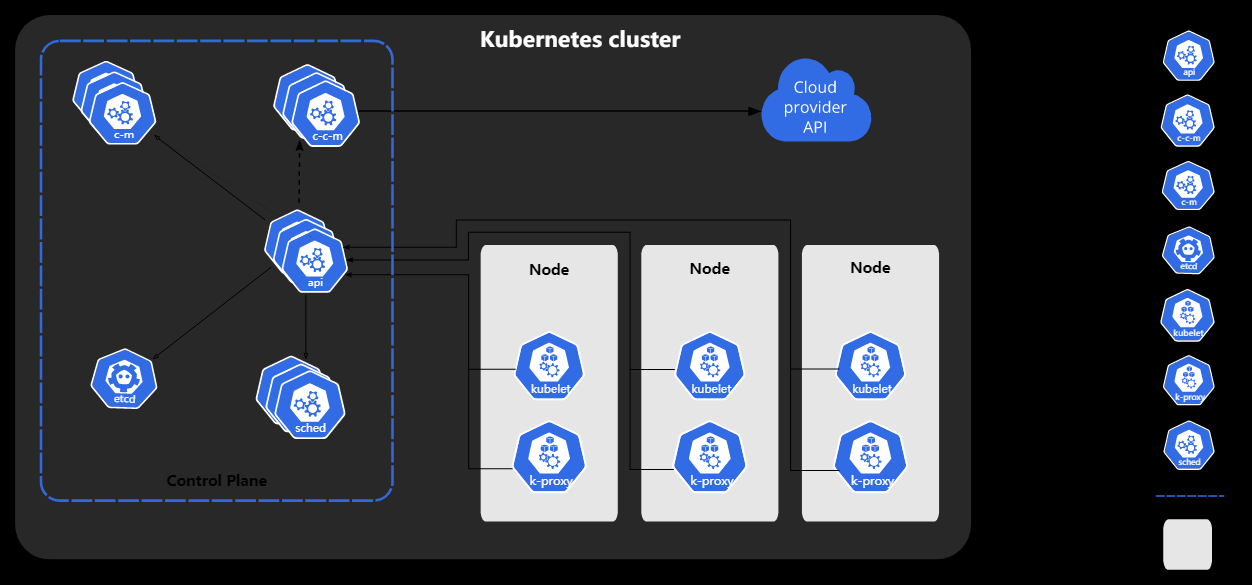 Kubernetes cluster
c-m
c-c-m
Cloud
provider
API
api
etcd
sched
Control Plane
Node
kubelet
k-proxy
Node
kubelet
k-proxy
Node
kubelet
k-proxy
api
c-c-m
c-m
etcd
kubelet
k-proxy
sched